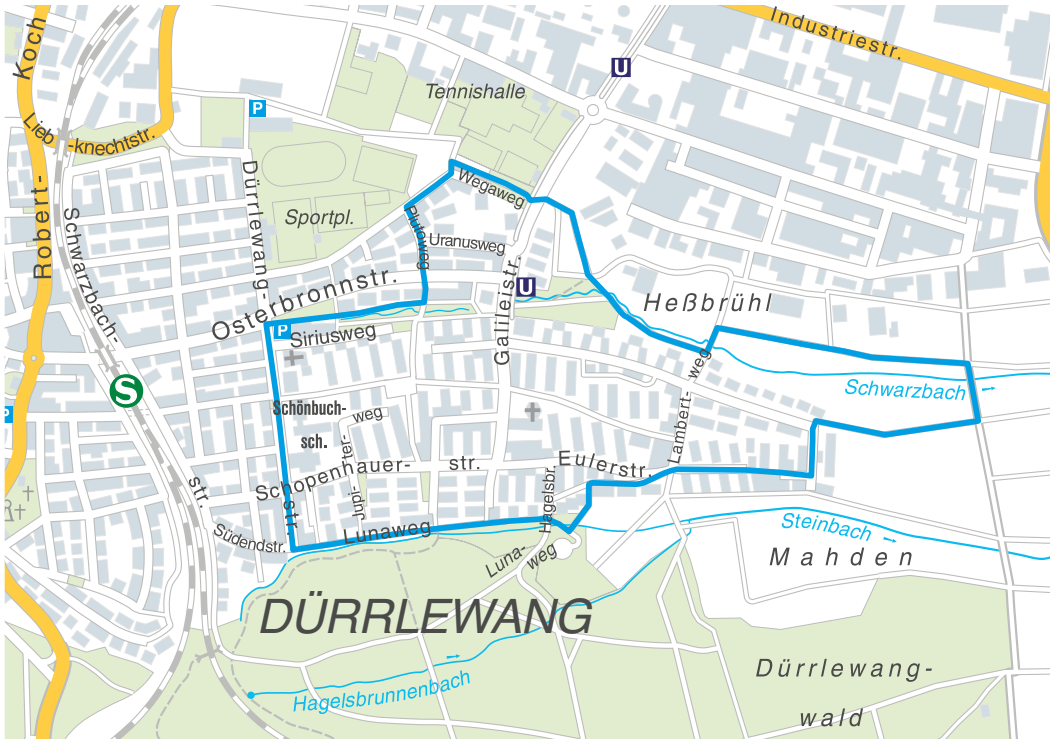 Koch
Robert-
Industriestr.
U
Tennishalle
P
Lieb
-knechtstr.
Dürrlewang-
str.
Wegaweg
Sportpl.
Plutoweg
Uranusweg
Schwarzbach-
str.
Osterbronnstr.
U
Galileistr.
Heßbrühl
P
Siriusweg
S
P
Lambert-
weg
Schwarzbach
Schönbuch-
sch.
Jupi-
ter-
weg
Schopenhauer-
str.
Eulerstr.
Hagelsbr.
Südendstr.
Lunaweg
Steinbach
Luna-
weg
Mahden
DÜRRLEWANG
Hagelsbrunnenbach
Dürrlewang-
wald